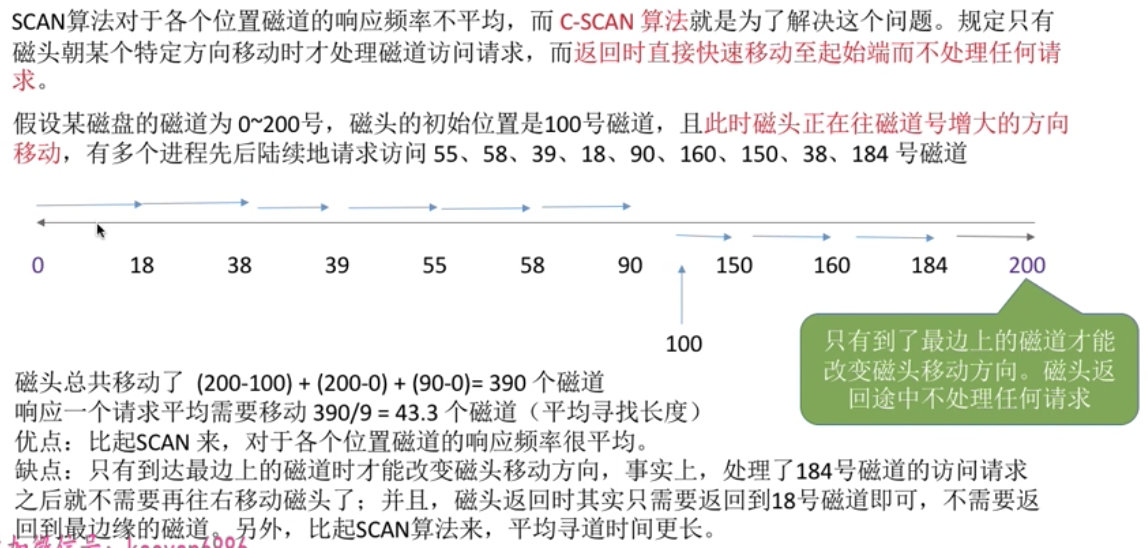 SCAN算法对于各个位置磁道的响应频率不平均，而 C-SCAN 算法就是为了解决这个问题。规定只有
磁头朝某个特定方向移动时才处理磁道访问请求，而返回时直接快速移动至起始端而不处理任何请
求。
假设某磁盘的磁道为 0~200号，磁头的初始位置是100号磁道，且此时磁头正在往磁道号增大的方向
移动，有多个进程先后陆续地请求访问 55、58、39、18、90、160、150、38、184 号磁道
0 18 38 39 55 58 90 150 160 184 200
100
只有到了最边上的磁道才能
改变磁头移动方向。磁头返
回途中不处理任何请求
磁头总共移动了 (200-100) + (200-0) + (90-0)= 390 个磁道
响应一个请求平均需要移动 390/9 = 43.3 个磁道（平均寻找长度）
优点：比起SCAN 来，对于各个位置磁道的响应频率很平均。
缺点：只有到达最边上的磁道时才能改变磁头移动方向，事实上，处理了184号磁道的访问请求
之后就不需要再往右移动磁头了；并且，磁头返回时其实只需要返回到18号磁道即可，不需要返
回到最边缘的磁道。另外，比起SCAN算法来，平均寻道时间更长。